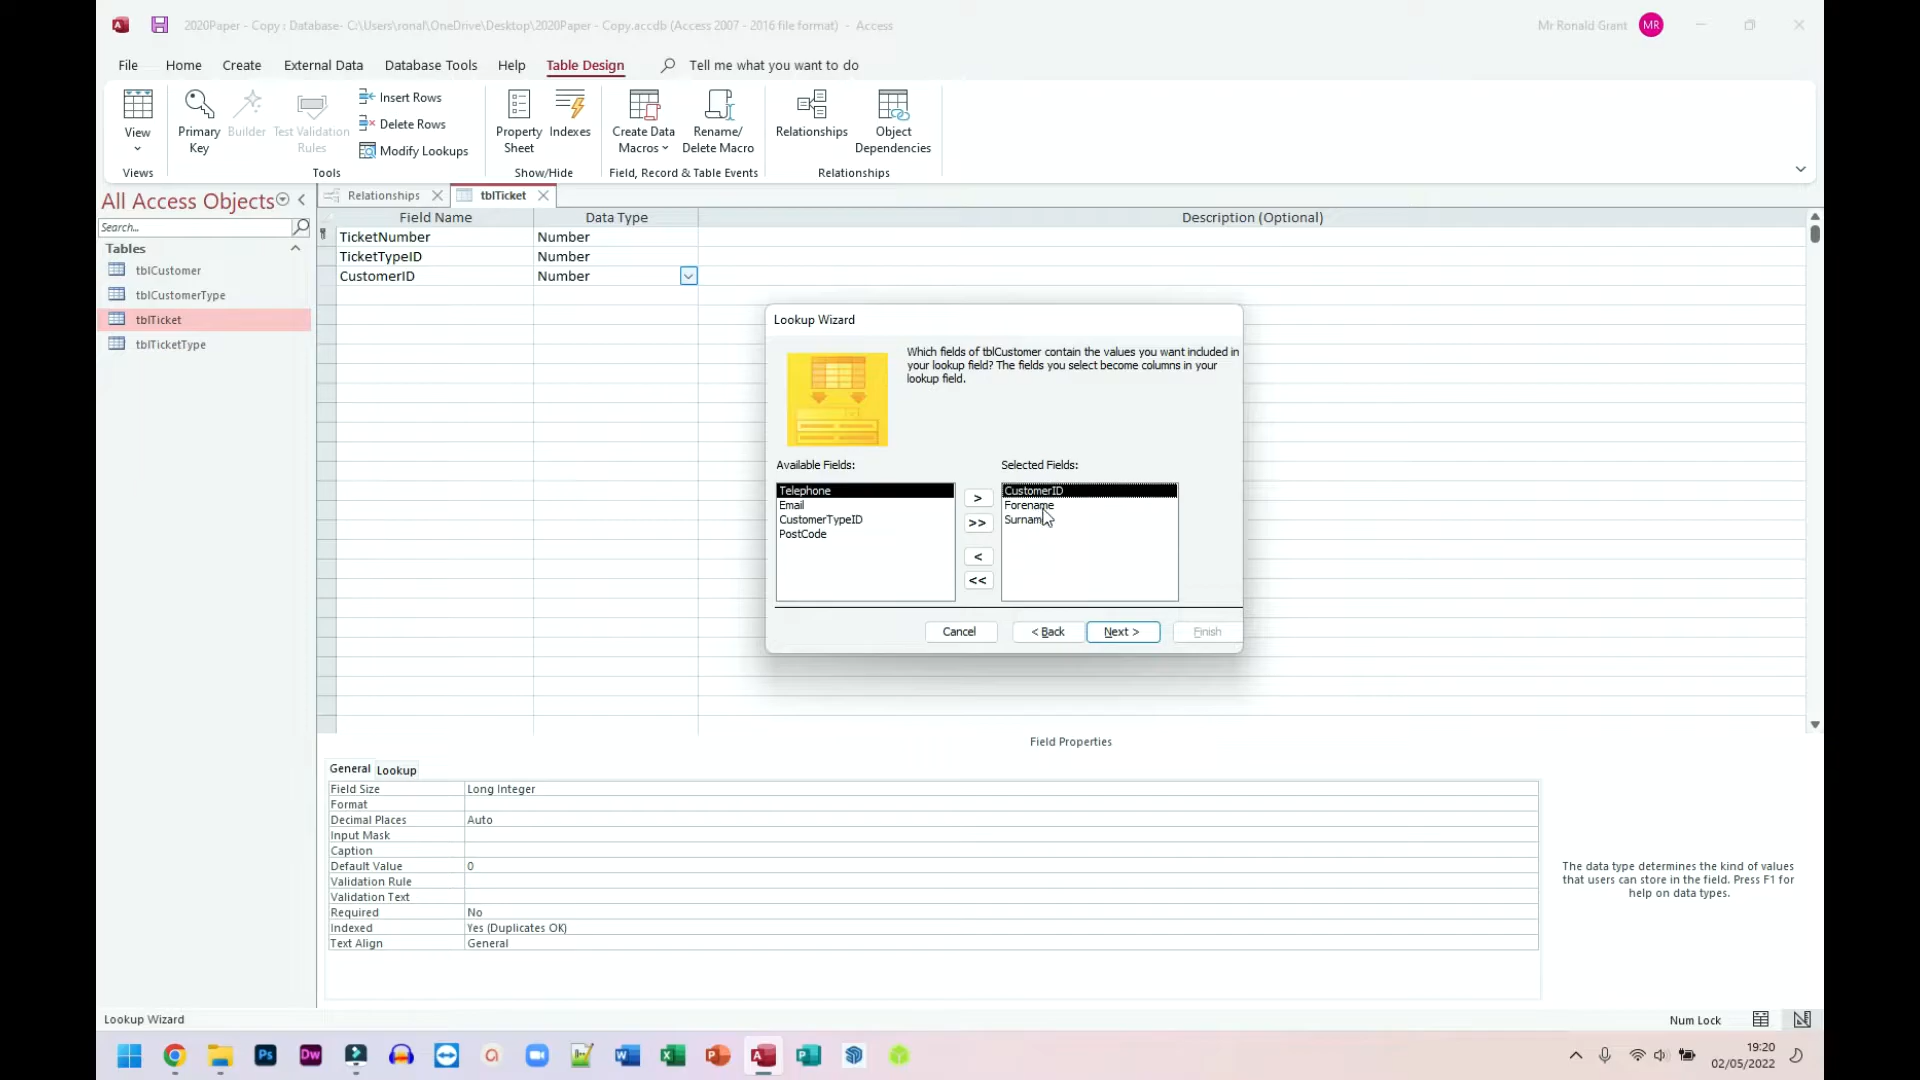 2020Paper - Copy : Database- C:\Users\ronal\OneDrive\Desktop\2020Paper - Copy.accdb (Access 2007 - 2016 file format) - Access
Mr Ronald Grant
MR
File Home Create External Data Database Tools Help Table Design Tell me what you want to do
View
Primary Key
Builder
Test Validation Rules
Insert Rows
Delete Rows
Modify Lookups
Property Sheet
Indexes
Create Data Macros
Rename/ Delete Macro
Relationships
Object Dependencies
Views
Tools
Show/Hide
Field, Record & Table Events
Relationships
All Access Objects
Relationships
tblTicket
Search...
Tables
tblCustomer
tblCustomerType
tblTicket
tblTicketType
Field Name Data Type Description (Optional)
TicketNumber Number
TicketTypeID Number
CustomerID Number
Lookup Wizard
Which fields of tblCustomer contain the values you want included in
your lookup field? The fields you select become columns in your
lookup field.
Available Fields:
Telephone
Email
CustomerTypeID
PostCode
>
>>
<
<<
Selected Fields:
CustomerID
Forename
Surname
Cancel < Back Next > Finish
Field Properties
General Lookup
Field Size Long Integer
Format
Decimal Places Auto
Input Mask
Caption
Default Value 0
Validation Rule
Validation Text
Required No
Indexed Yes (Duplicates OK)
Text Align General
The data type determines the kind of values
that users can store in the field. Press F1 for
help on data types.
Lookup Wizard
Num Lock
Ps
Dw
19:20
02/05/2022